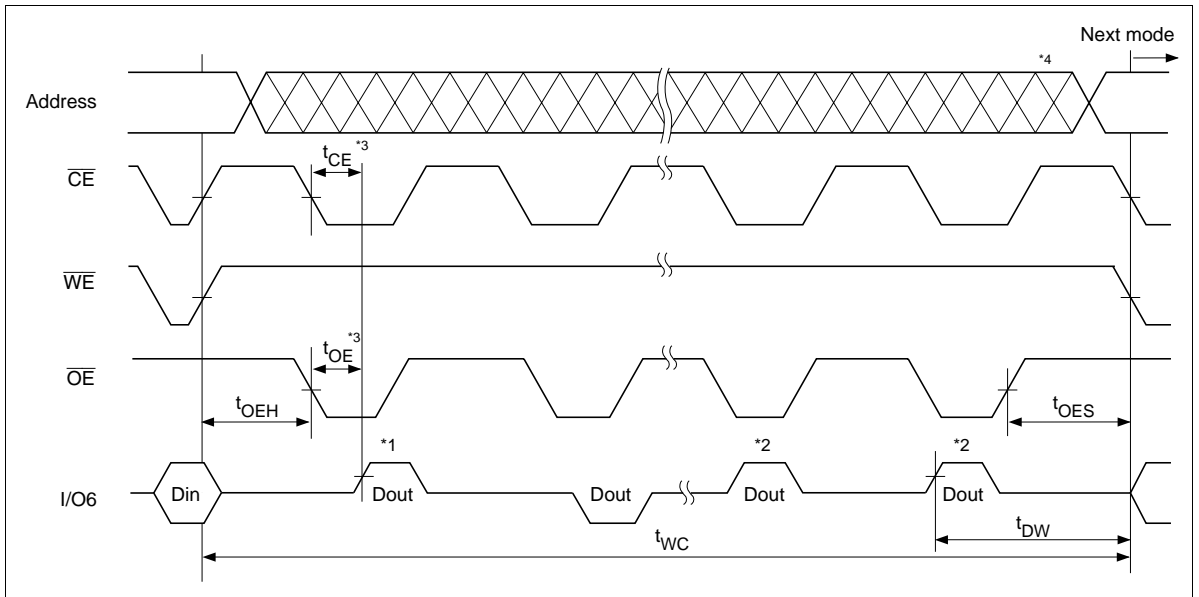 Next mode
*4
Address
tCE *3
CE
WE
tOE *3
OE
tOEH
tOES
*1
*2
*2
I/O6
Din
Dout
Dout
Dout
Dout
tDW
tWC